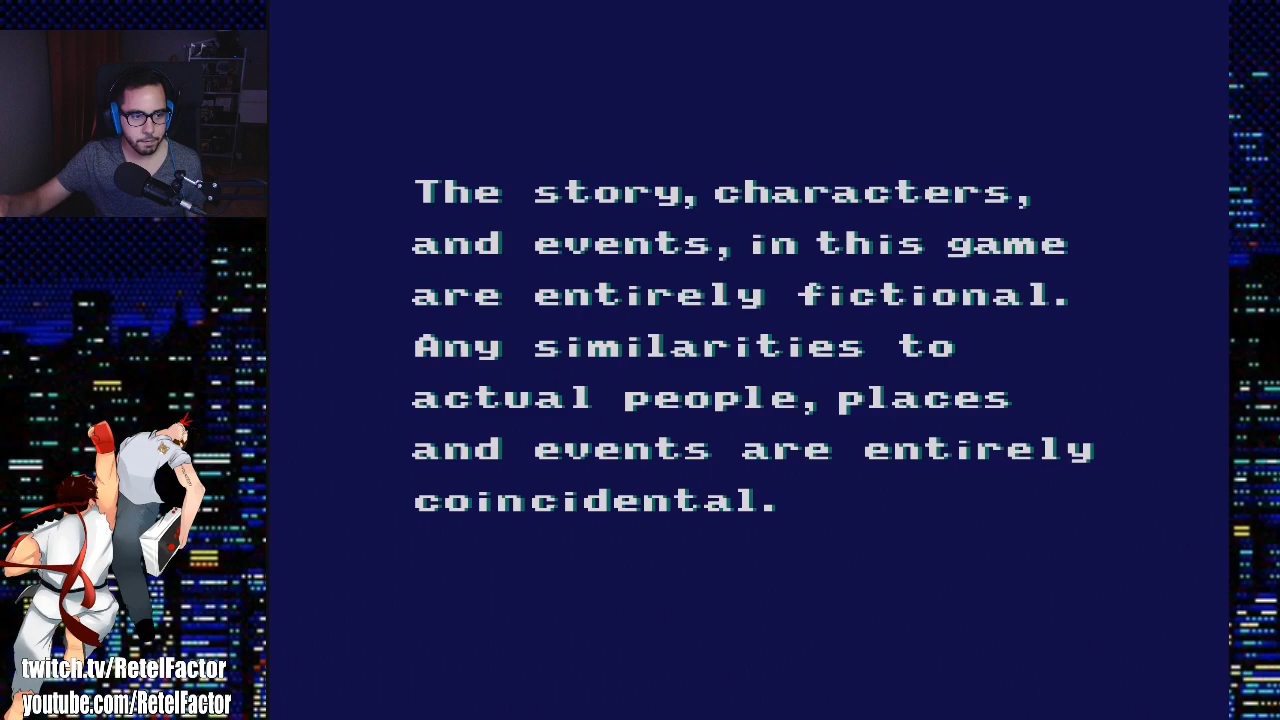 The story, characters,
and events, in this game
are entirely fictional.
Any similarities to
actual people, places
and events are entirely
coincidental.
twitch.tv/RetelFactor
youtube.com/RetelFactor